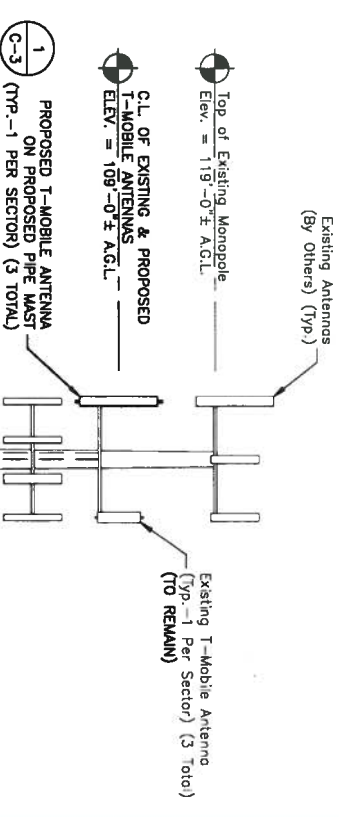 Existing Antennas
(By Others) (Typ.)
Top of Existing Monopole
Elev. = 119'-0"± A.G.L.
C.L. OF EXISTING & PROPOSED
T-MOBILE ANTENNAS
ELEV. = 109'-0"± A.G.L.
1
C-3
PROPOSED T-MOBILE ANTENNA
ON PROPOSED PIPE MAST
(TYP.-1 PER SECTOR) (3 TOTAL)
Existing T-Mobile Antenna
(Typ.-1 Per Sector) (3 Total)
(TO REMAIN)